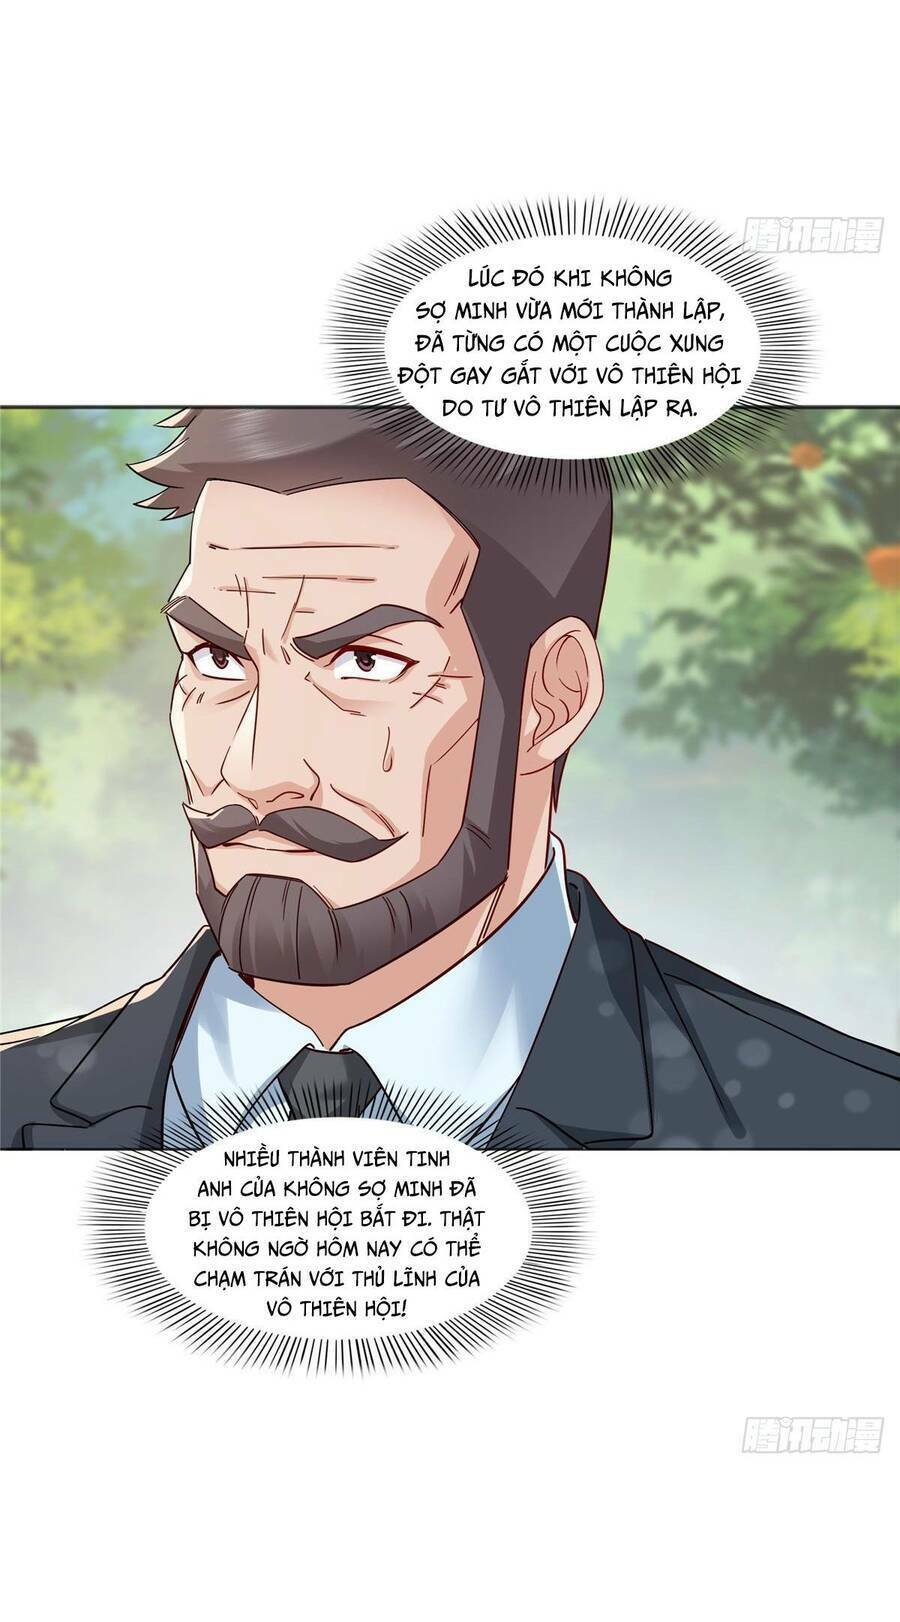 腾讯动漫
LÚC ĐÓ KHI KHÔNG
SỢ MINH VỪA MỚI THÀNH LẬP,
ĐÃ TỪNG CÓ MỘT CUỘC XUNG
ĐỘT GAY GẮT VỚI VÔ THIÊN HỘI
DO TƯ VÔ THIÊN LẬP RA.
NHIỀU THÀNH VIÊN TINH
ANH CỦA KHÔNG SỢ MINH ĐÃ
BỊ VÔ THIÊN HỘI BẮT ĐI. THẬT
KHÔNG NGỜ HÔM NAY CÓ THỂ
CHẠM TRÁN VỚI THỦ LĨNH CỦA
VÔ THIÊN HỘI!
腾讯动漫